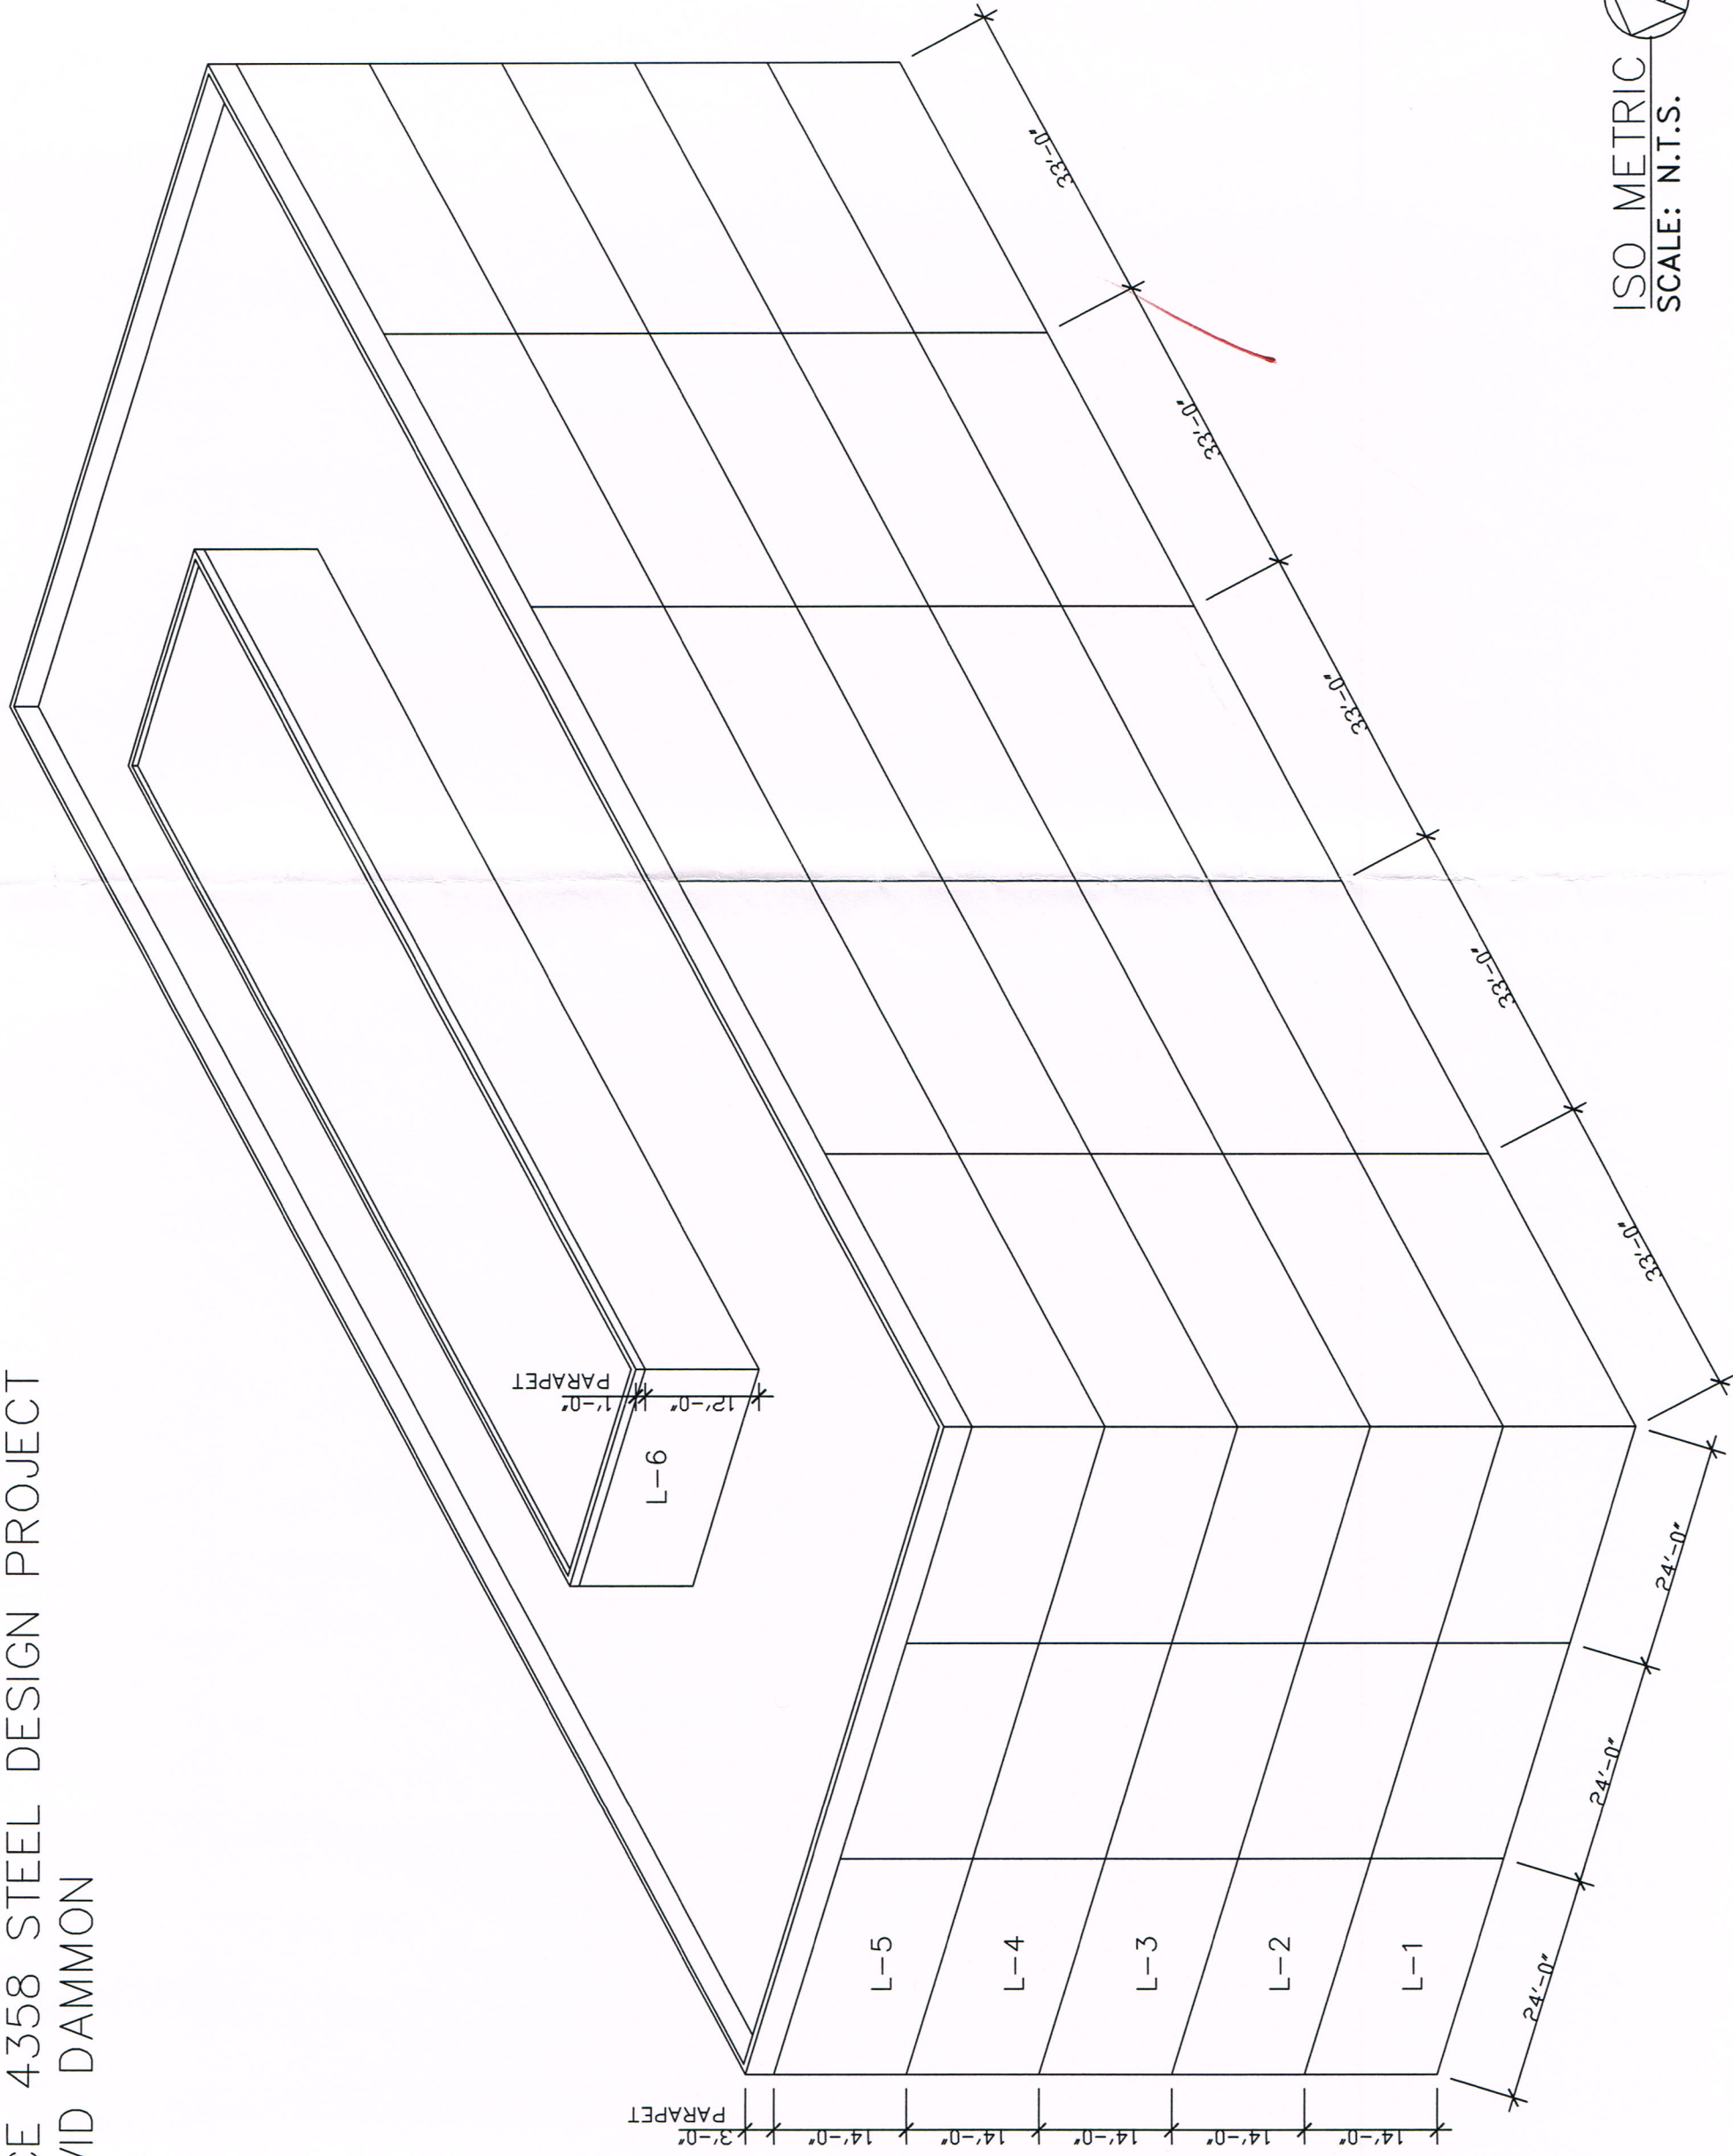 CE 4358 STEEL DESIGN PROJECT
VID DAMMON
PARAPET
3'-0"
14'-0"
14'-0"
14'-0"
14'-0"
14'-0"
L-5
L-4
L-3
L-2
L-1
PARAPET
1'-0"
12'-0"
L-6
24'-0"
24'-0"
24'-0"
33'-0"
33'-0"
33'-0"
33'-0"
33'-0"
ISO METRIC
SCALE: N.T.S.